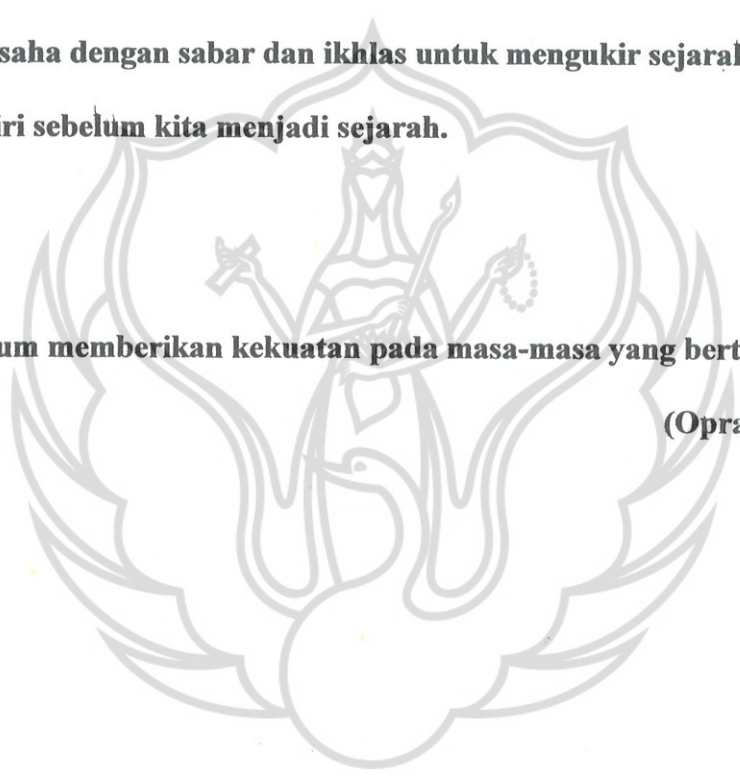 saha dengan sabar dan ikhlas untuk mengukir sejarah
iri sebelum kita menjadi sejarah.
um memberikan kekuatan pada masa-masa yang bert
(Opra